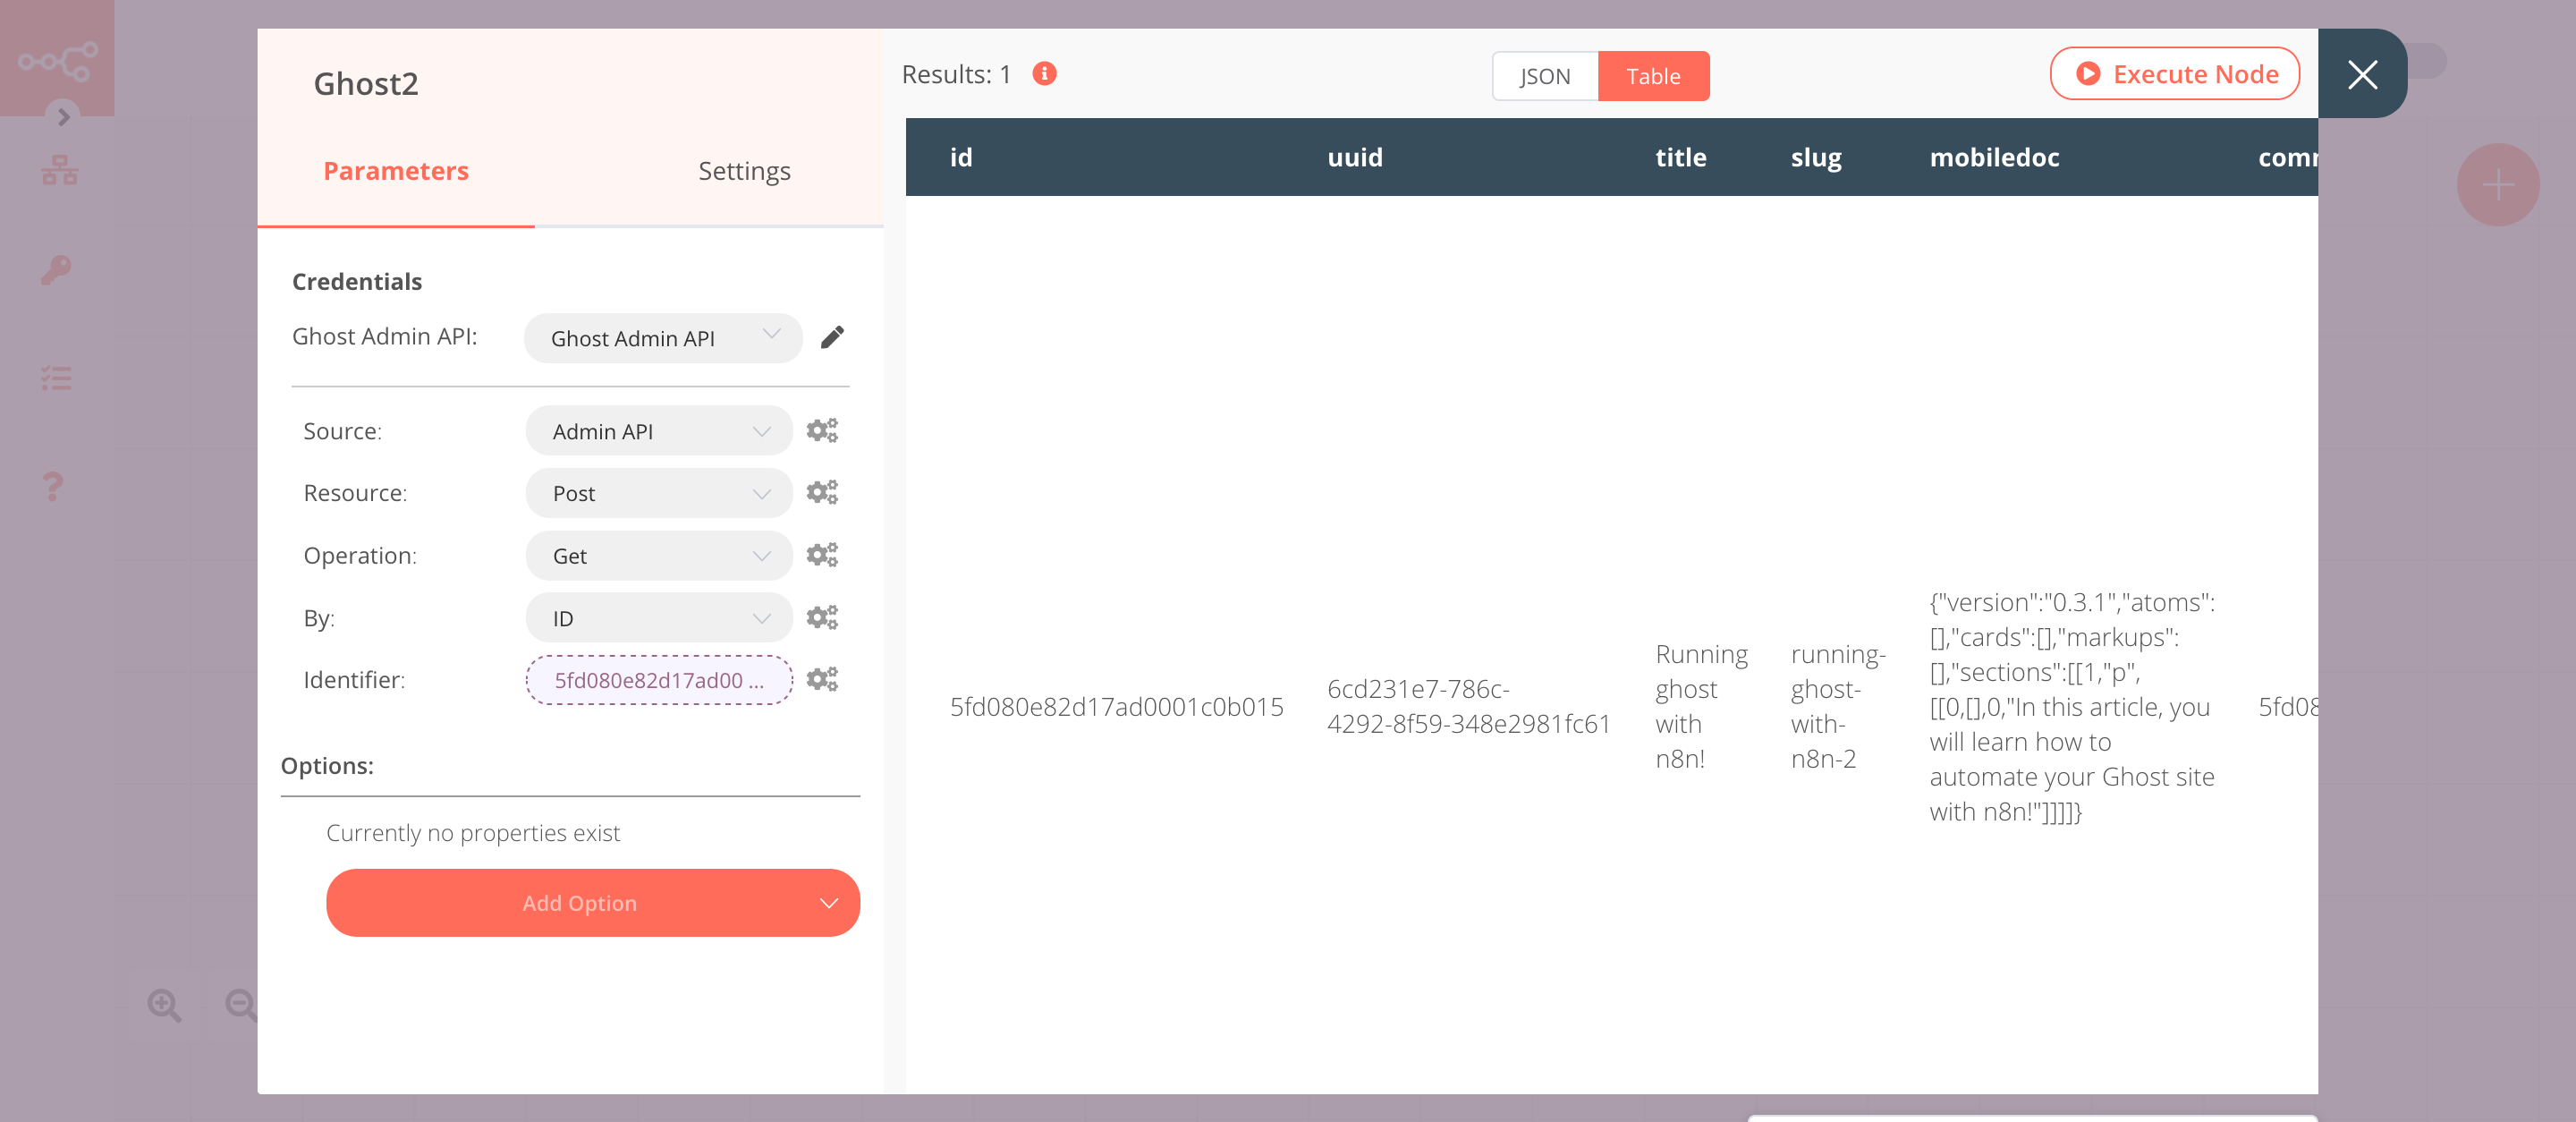 Ghost2
Parameters
Settings
Credentials
Ghost Admin API:
Ghost Admin API
Source:
Admin API
Resource:
Post
Operation:
Get
By:
ID
Identifier:
5fd080e82d17ad00 ...
Options:
Currently no properties exist
Add Option
Results: 1
JSON
Table
Execute Node
id
uuid
title
slug
mobiledoc
5fd080e82d17ad0001c0b015
6cd231e7-786c-
4292-8f59-348e2981fc61
Running
ghost
with
n8n!
running-
ghost-
with-
n8n-2
{"version":"0.3.1","atoms":
[],"cards":[],"markups":
[],"sections":[[1,"p",
[[0,[],0,"In this article, you
will learn how to
automate your Ghost site
with n8n!"]]]]}
5fd08